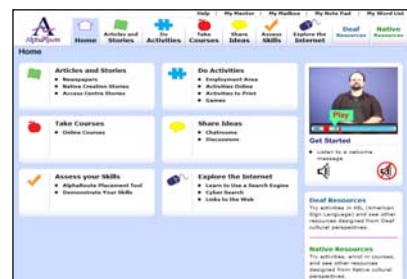 Help | My Mentor | My Mailbox | My Note Pad | My Word List
AlphaRoute
Home
Articles and Stories
Do Activities
Take Courses
Share Ideas
Assess Skills
Explore the Internet
Deaf Resources
Native Resources
Home
Articles and Stories
Newspapers
Native Creation Stories
Access Centre Stories
Do Activities
Employment Area
Activities Online
Activities to Print
Games
Take Courses
Online Courses
Share Ideas
Chatrooms
Discussions
Assess your Skills
AlphaRoute Placement Tool
Demonstrate Your Skills
Explore the Internet
Learn to Use a Search Engine
Cyber Search
Links to the Web
Play
Get Started
Listen to a welcome
message
Deaf Resources
Try activities in ASL (American
Sign Language) and see other
resources designed from Deaf
cultural perspectives.
Native Resources
Try activities, enrol in courses,
and see other resources
designed from Native cultural
perspectives.